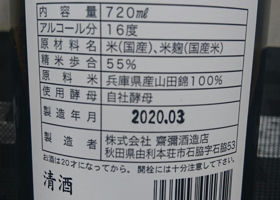 内容量 720ml
アルコール分 16度
原材料名 米(国産)、米麹(国産米)
精米歩合 55%
原料米 兵庫県産山田錦100%
使用酵母 自社酵母
製造年月 2020.03
製造者 株式会社 齋彌酒造店
秋田県由利本荘市石脇字石脇53
お酒は20才になってから。 開栓には十分注意して下さい。
清酒